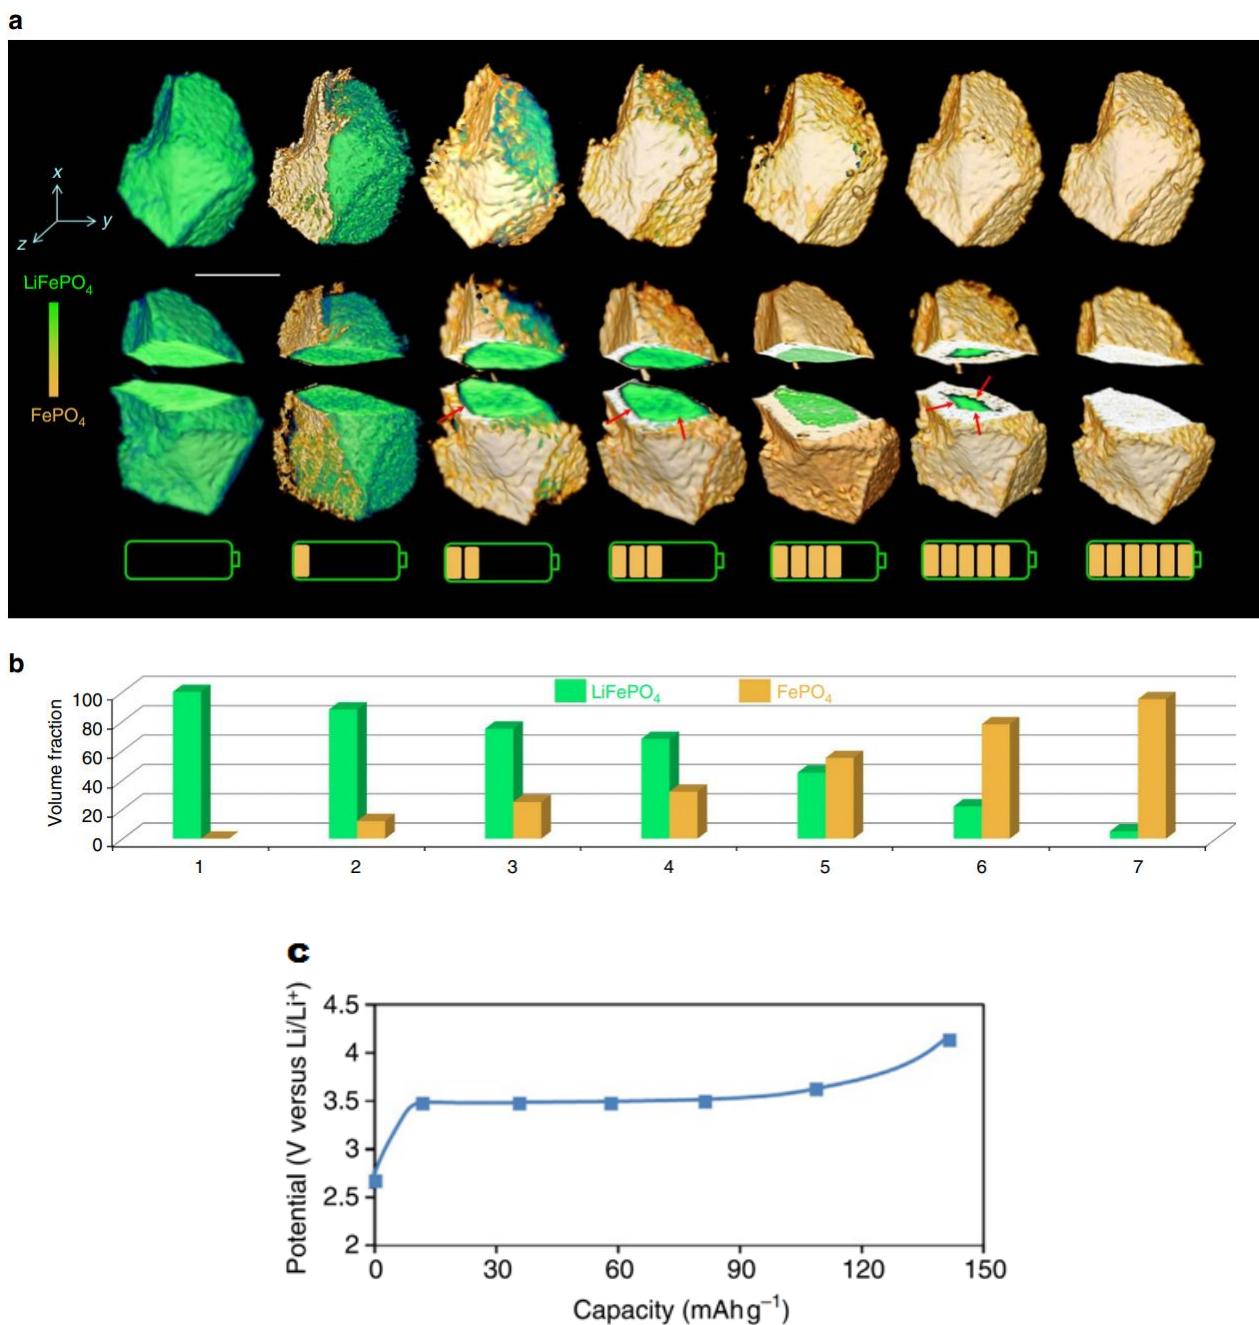 a
x
y
z
LiFePO₄
FePO₄
b
LiFePO₄
FePO₄
Volume fraction
100
80
60
40
20
0
1 2 3 4 5 6 7
c
Potential (V versus Li/Li⁺)
4.5
4
3.5
3
2.5
2
0 30 60 90 120 150
Capacity (mAh g⁻¹)